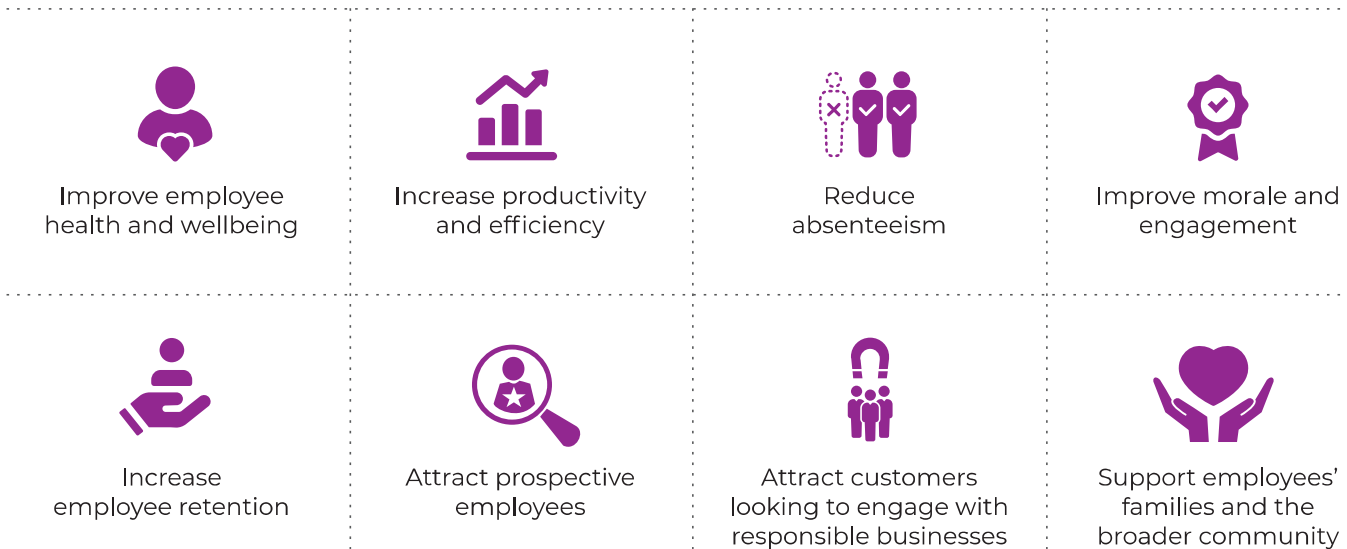 Improve employee
health and wellbeing
Increase productivity
and efficiency
Reduce
absenteeism
Improve morale and
engagement
Increase
employee retention
Attract prospective
employees
Attract customers
looking to engage with
responsible businesses
Support employees’
families and the
broader community